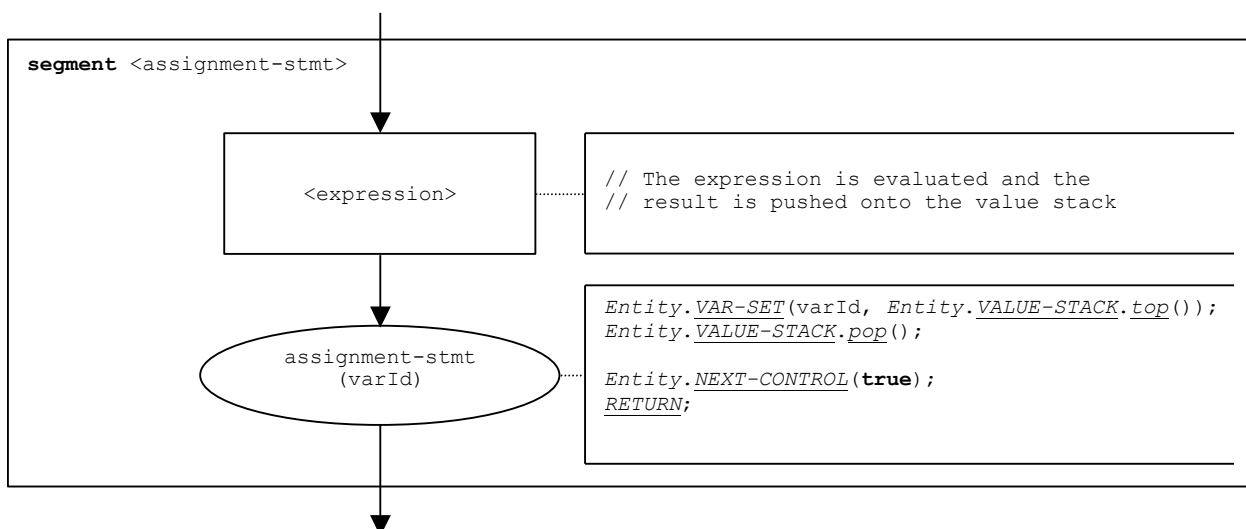 segment <assignment-stmt>
<expression>
// The expression is evaluated and the
// result is pushed onto the value stack
assignment-stmt
(varId)
Entity.VAR-SET(varId, Entity.VALUE-STACK.top());
Entity.VALUE-STACK.pop();
Entity.NEXT-CONTROL(true);
RETURN;